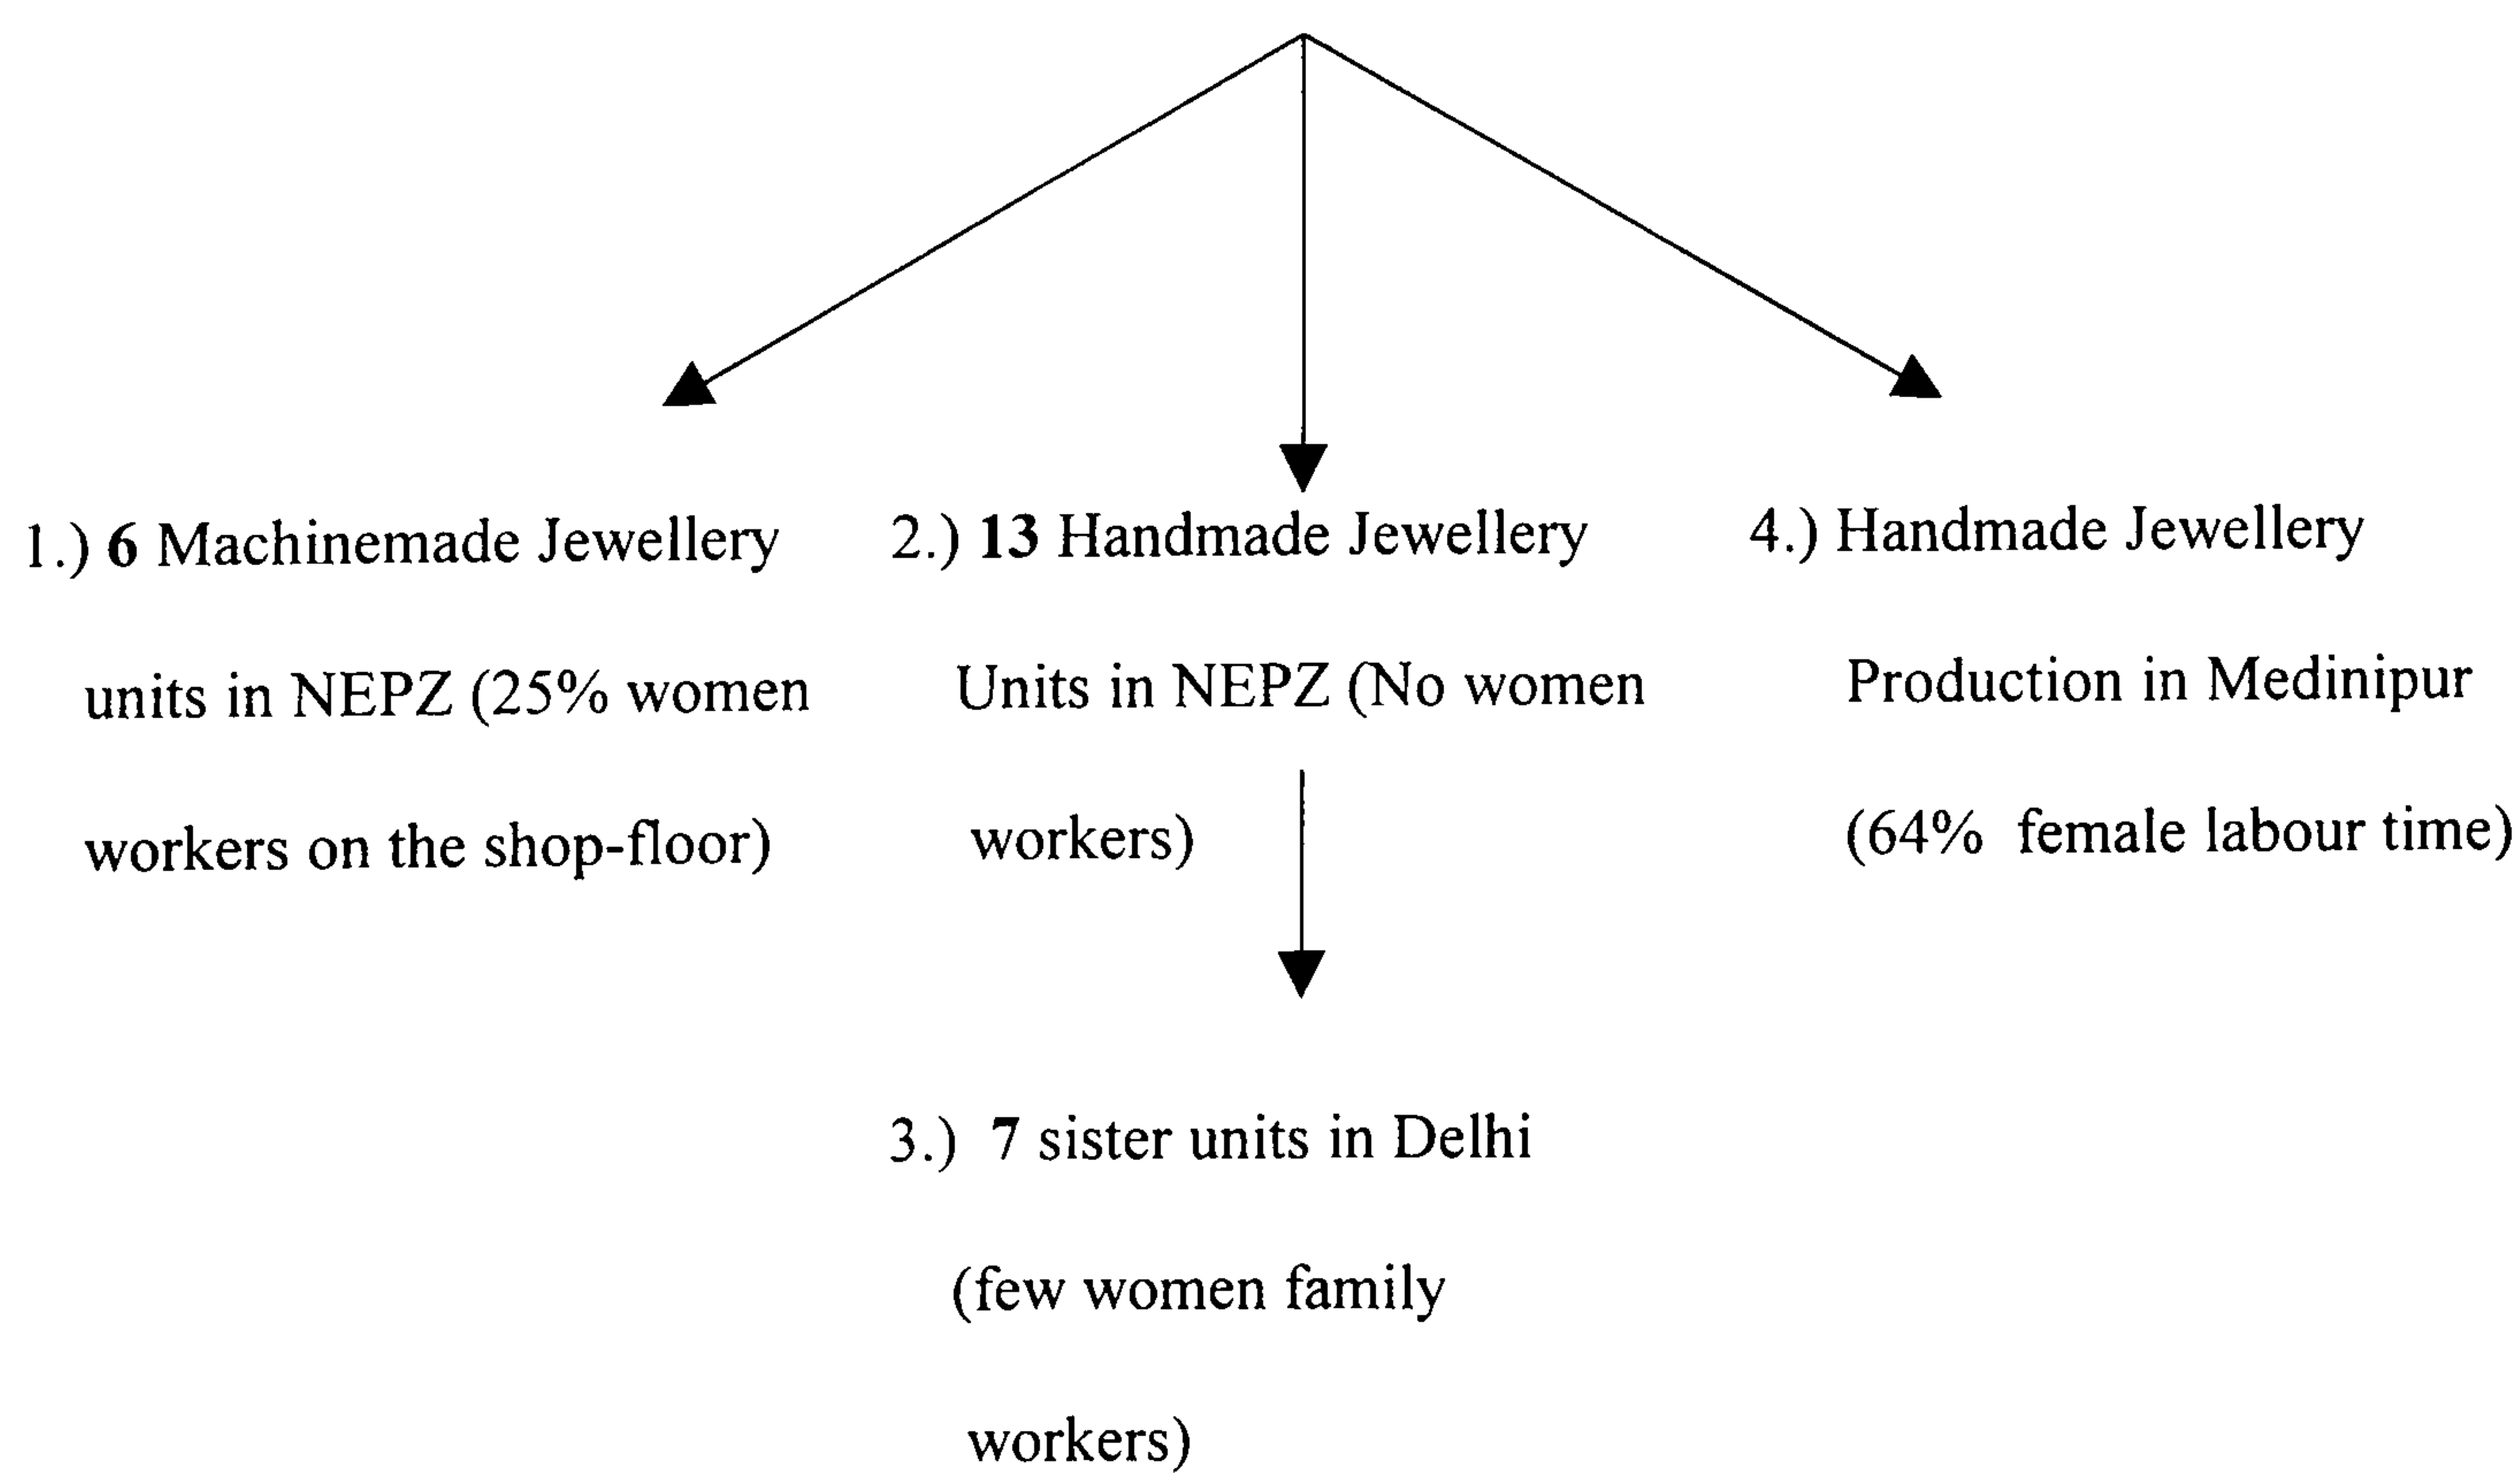 1.) 6 Machinemade Jewellery
units in NEPZ (25% women
workers on the shop-floor)
2.) 13 Handmade Jewellery
Units in NEPZ (No women
workers)
4.) Handmade Jewellery
Production in Medinipur
(64% female labour time)
3.) 7 sister units in Delhi
(few women family
workers)